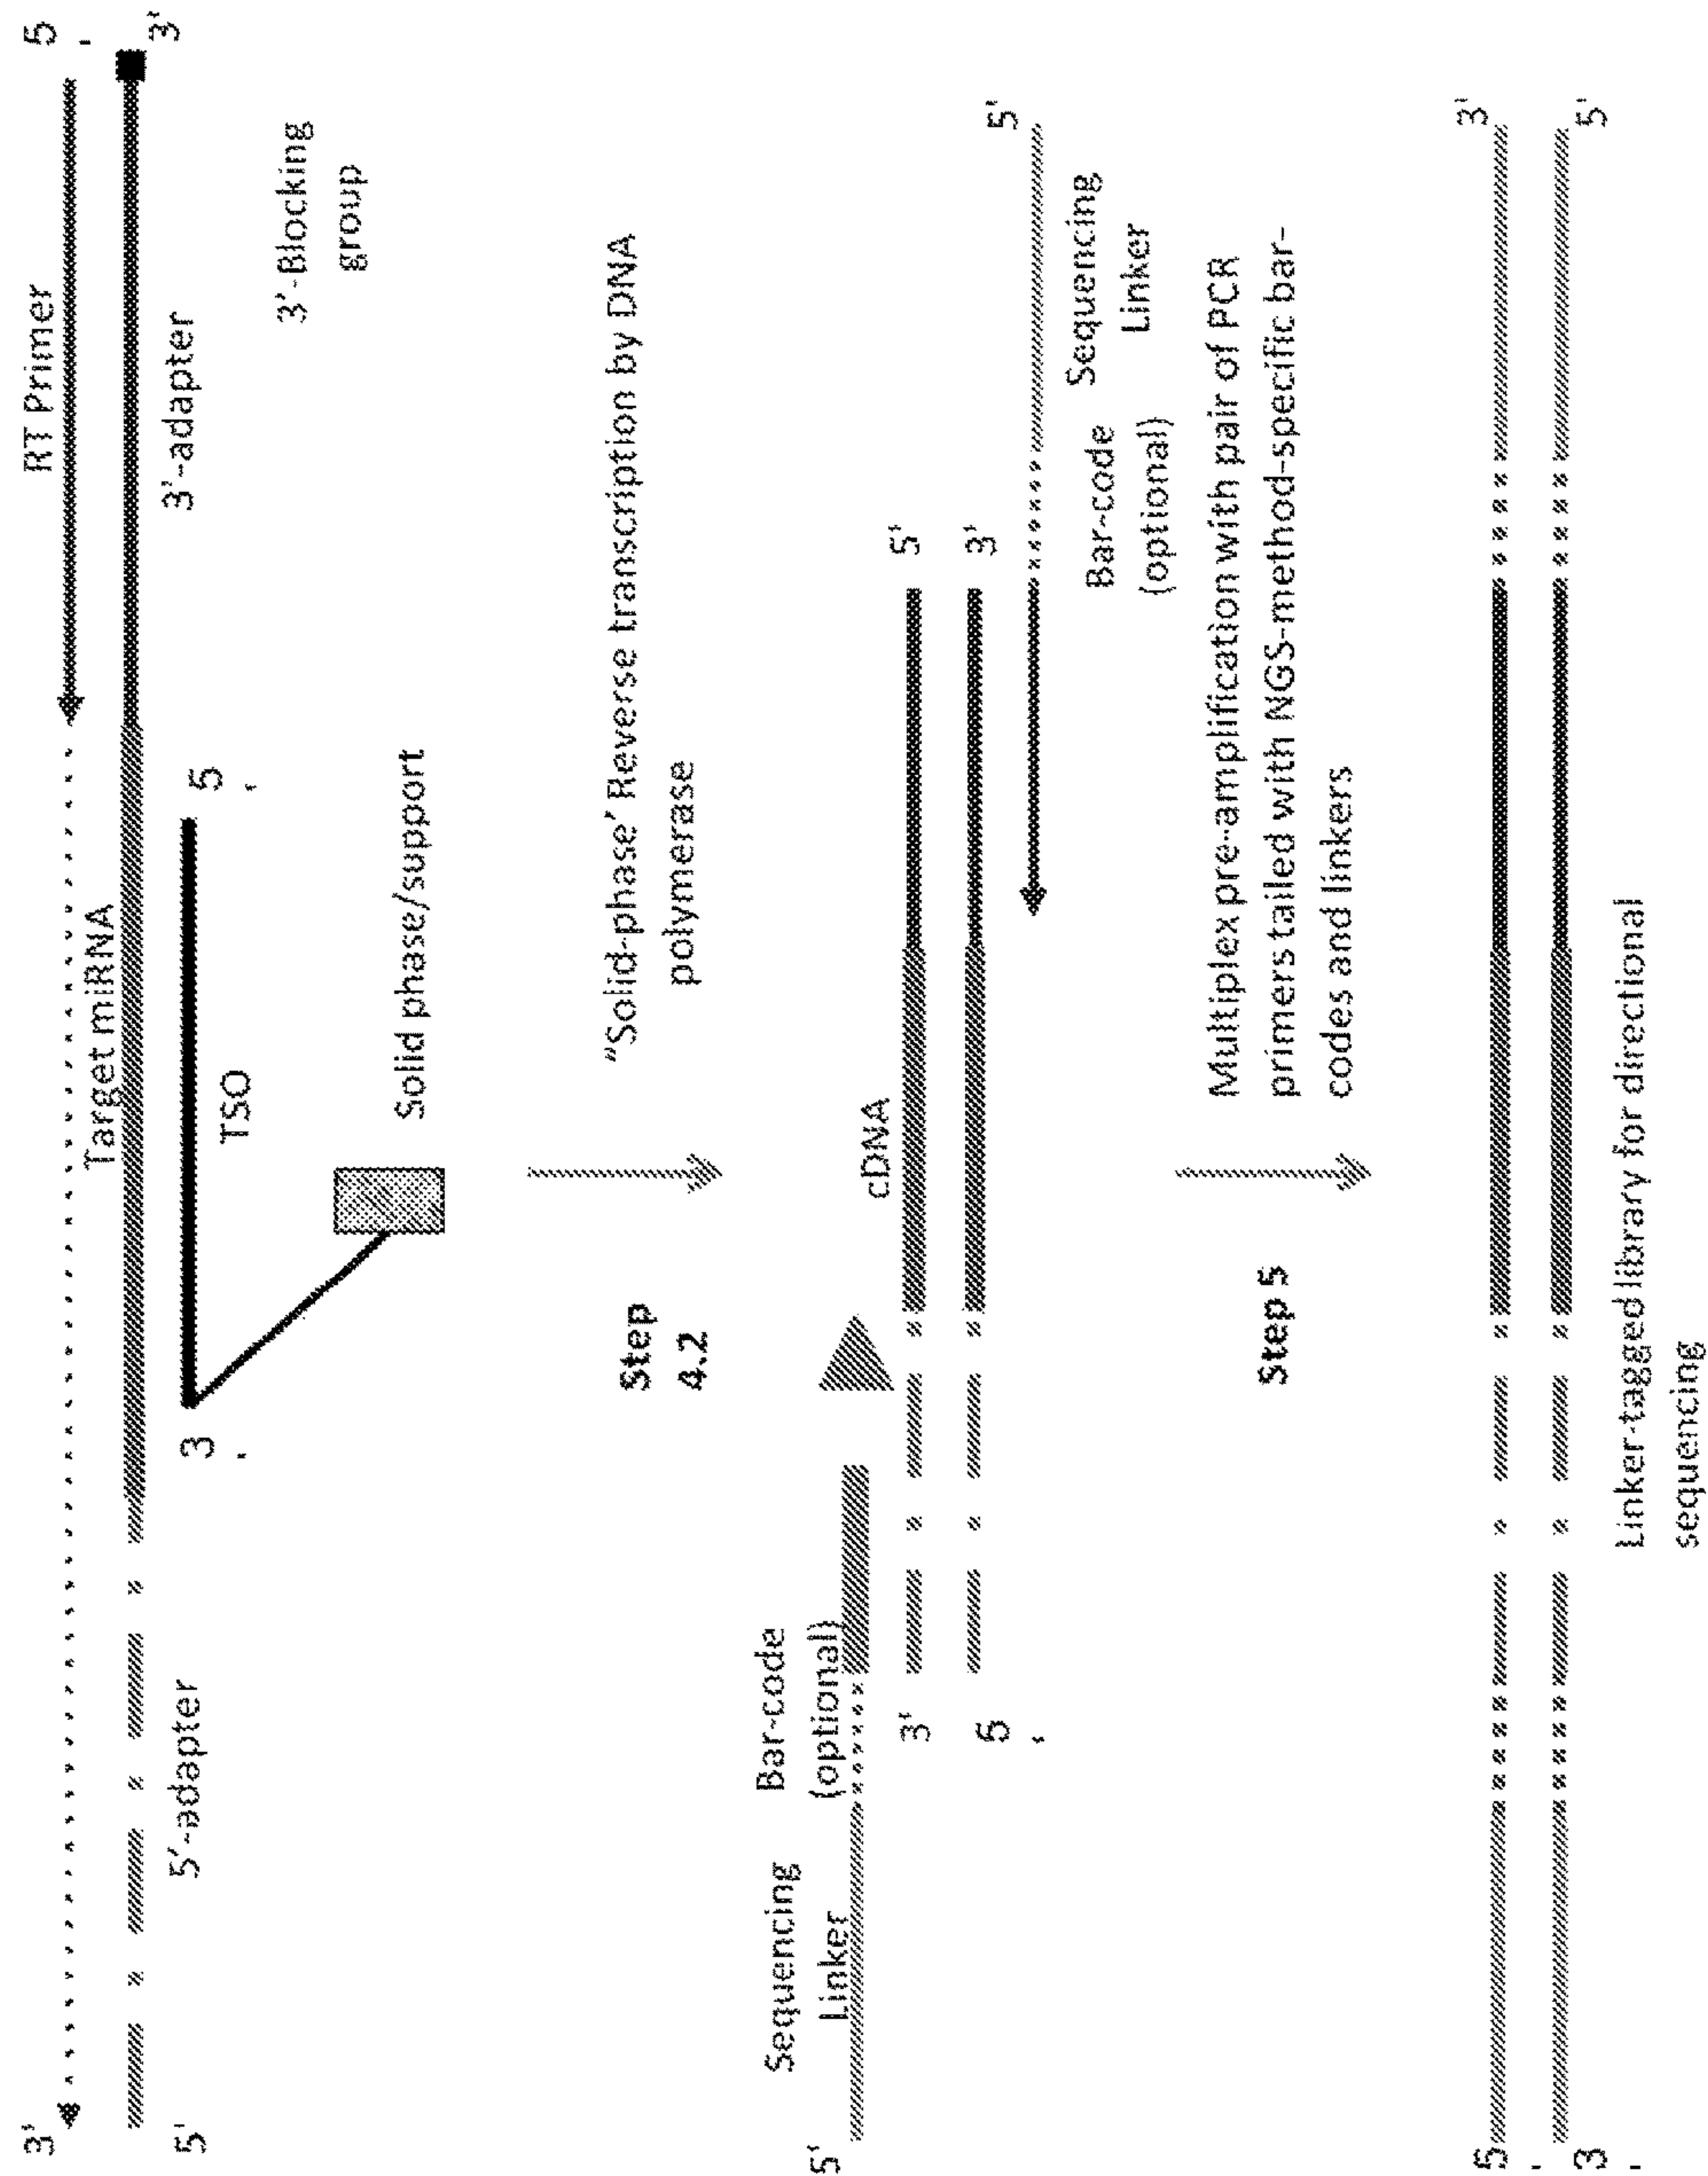 RT Primer
5'
3'
Target miRNA
3'
5'
5'-adapter
3'-adapter
3'-Blocking
group
TSO
3'
5'
Solid phase/support
Step
4.2
"Solid-phase' Reverse transcription by DNA
polymerase
Sequencing
Linker
Bar-code
(optional)
5'
cDNA
3'
5'
5'
3'
5'
Bar-code
(optional)
Sequencing
Linker
Step 5
Multiplex pre-amplification with pair of PCR
primers tailed with NGS-method-specific bar-
codes and linkers
5'
3'
3'
5'
Linker-tagged library for directional
sequencing